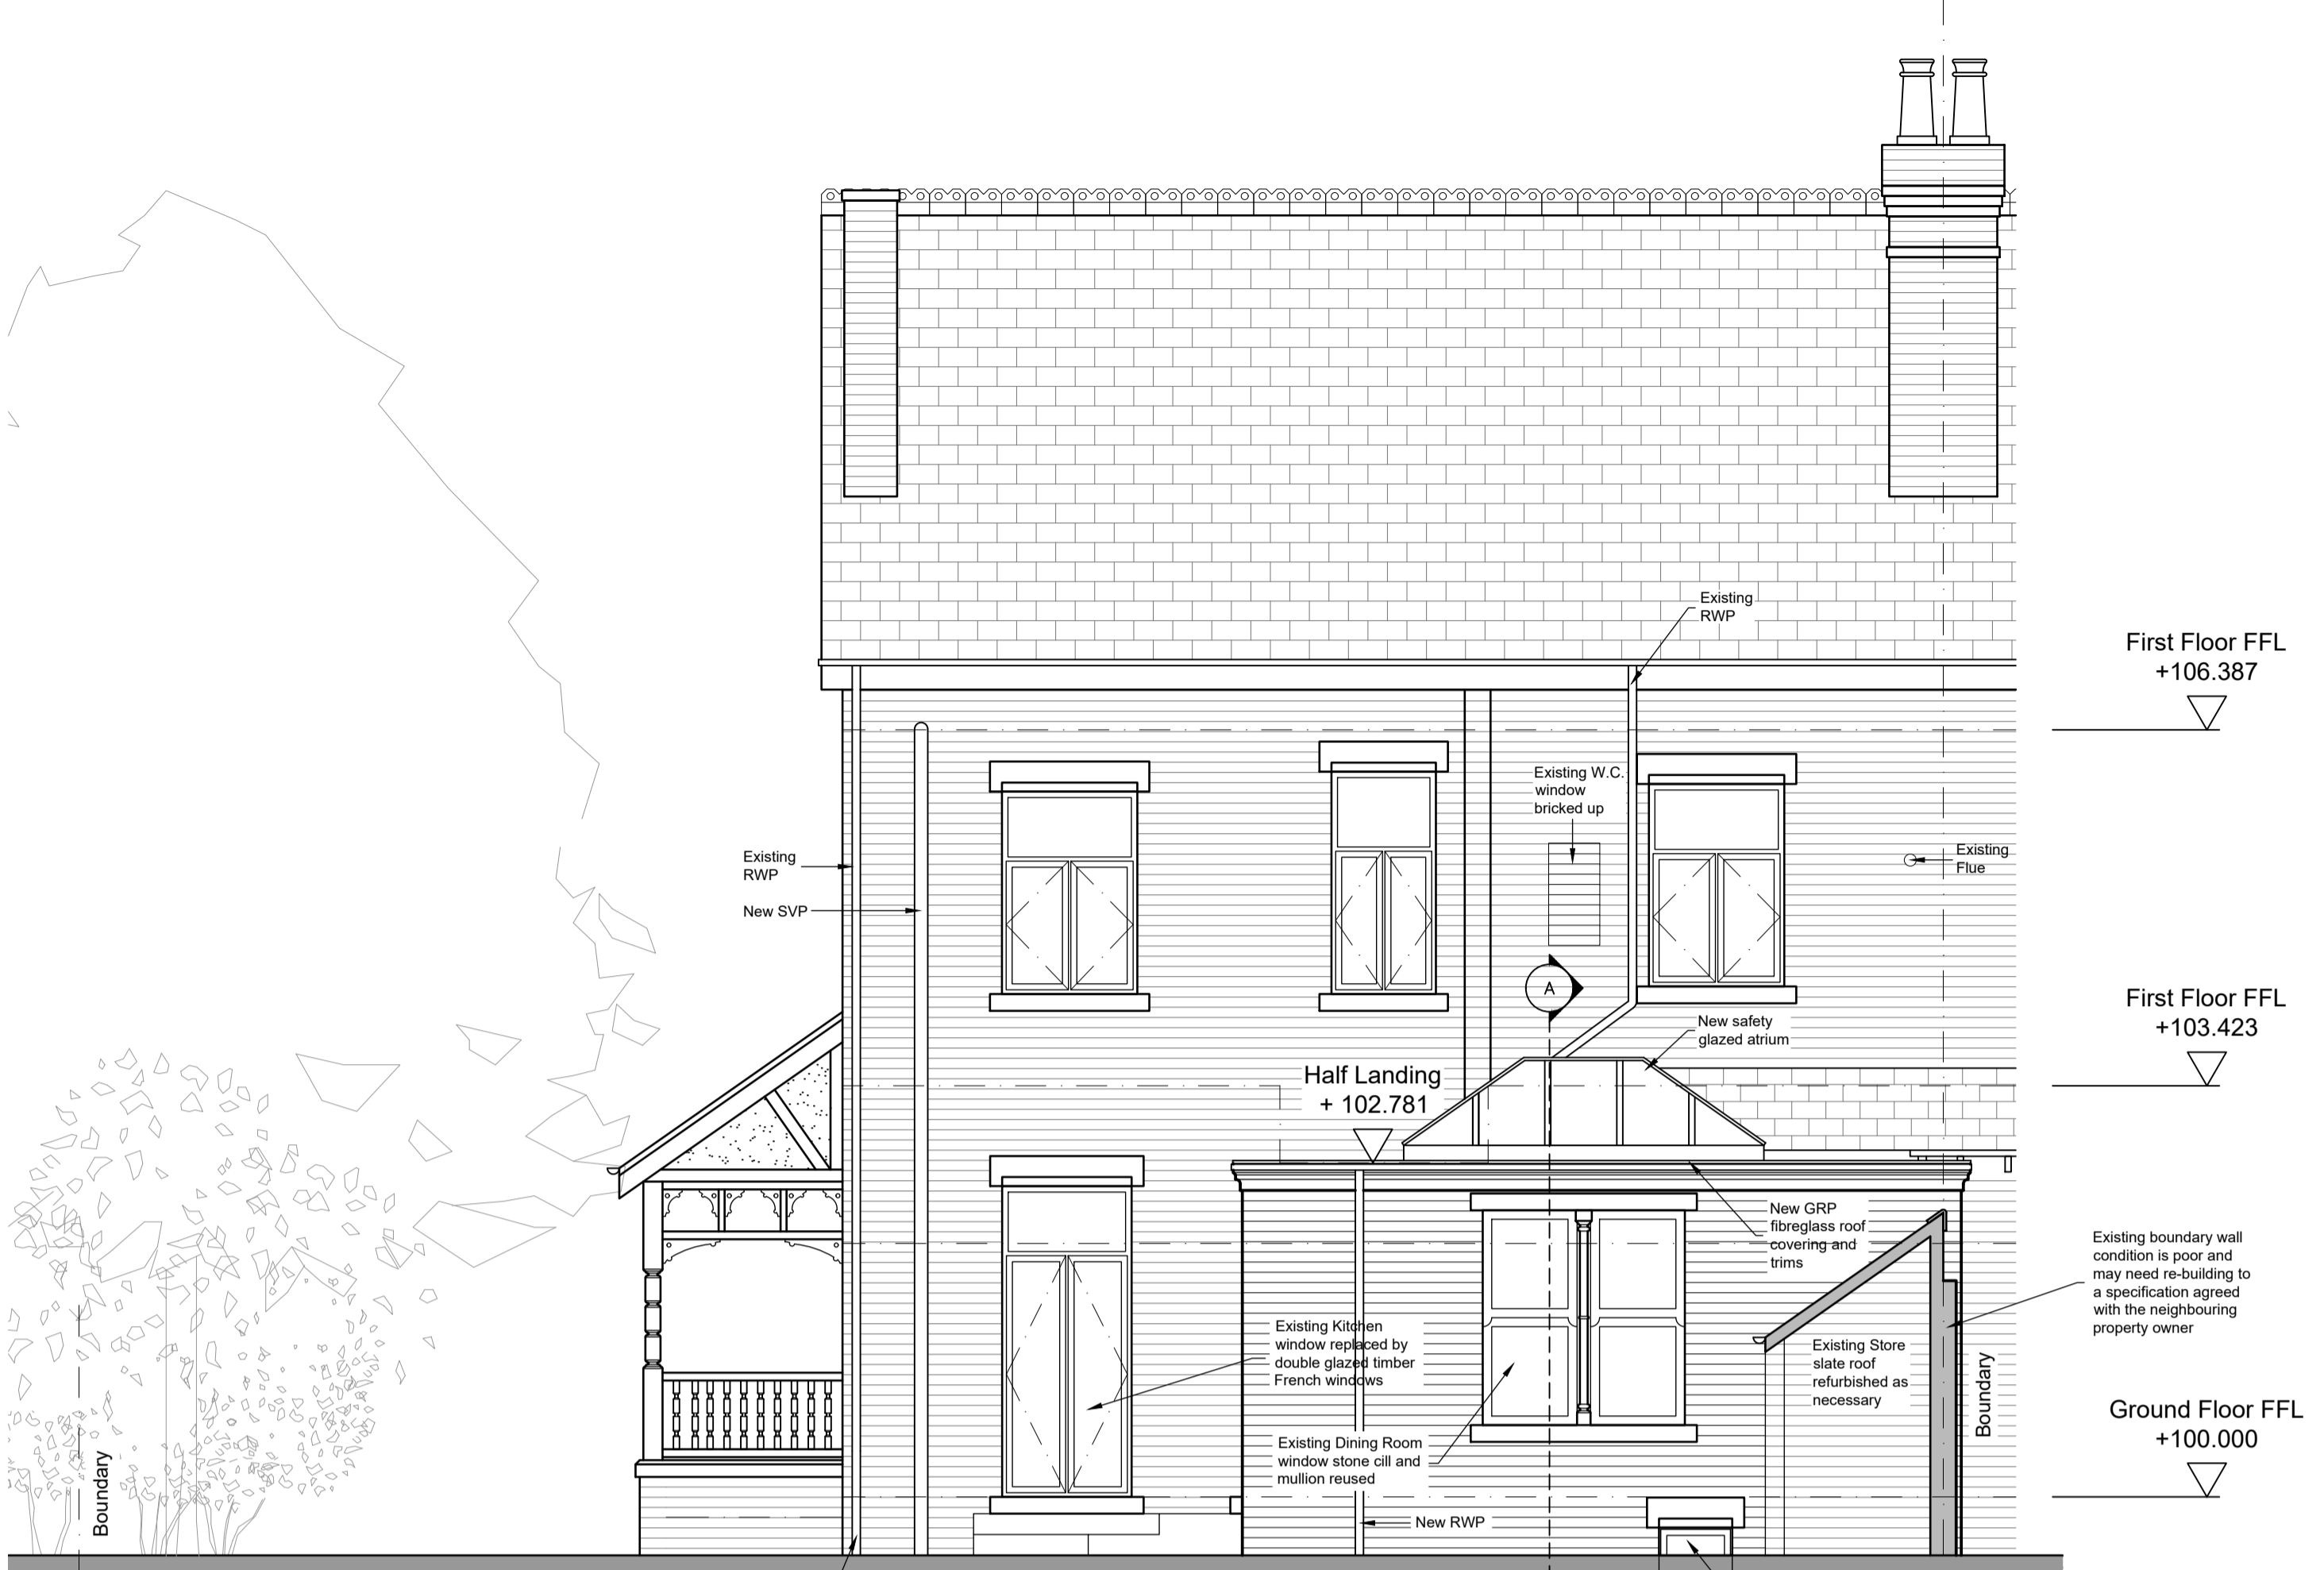 Existing
RWP
First Floor FFL
+106.387
Existing W.C.
window
bricked up
Existing
RWP
New SVP
Existing
Flue
A
First Floor FFL
+103.423
New safety
glazed atrium
Half Landing
+ 102.781
New GRP
fibreglass roof
covering and
trims
Existing boundary wall
condition is poor and
may need re-building to
a specification agreed
with the neighbouring
property owner
Existing Kitchen
window replaced by
double glazed timber
French windows
Existing Store
slate roof
refurbished as
necessary
Boundary
Ground Floor FFL
+100.000
Existing Dining Room
window stone cill and
mullion reused
Boundary
New RWP